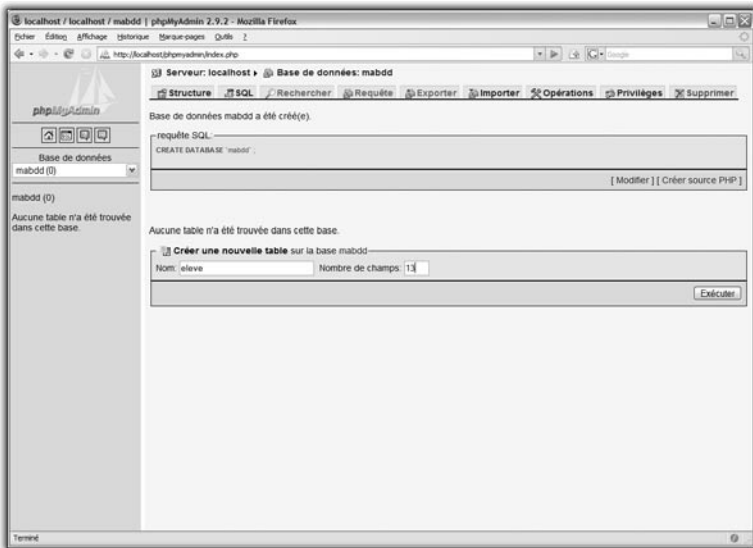 localhost / localhost / mabdd | phpMyAdmin 2.9.2 - Mozilla Firefox
Fichier Édition Affichage Historique Marque-pages Outils ?
http://localhost/phpmyadmin/index.php
Google
phpMyAdmin
Base de données
mabdd (0)
mabdd (0)
Aucune table n'a été trouvée
dans cette base.
Serveur: localhost Base de données: mabdd
Structure SQL Rechercher Requête Exporter Importer Opérations Privilèges Supprimer
Base de données mabdd a été créé(e).
requête SQL:
CREATE DATABASE `mabdd` ;
[ Modifier ] [ Créer source PHP ]
Aucune table n'a été trouvée dans cette base.
Créer une nouvelle table sur la base mabdd
Nom: eleve Nombre de champs: 13
Exécuter
Terminé